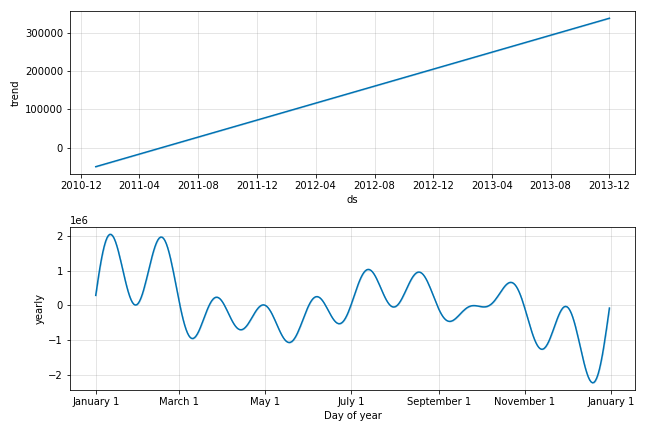 300000
200000
100000
0
trend
2010-12 2011-04 2011-08 2011-12 2012-04 2012-08 2012-12 2013-04 2013-08 2013-12
ds
1e6
2
1
0
−1
−2
yearly
January 1 March 1 May 1 July 1 September 1 November 1 January 1
Day of year